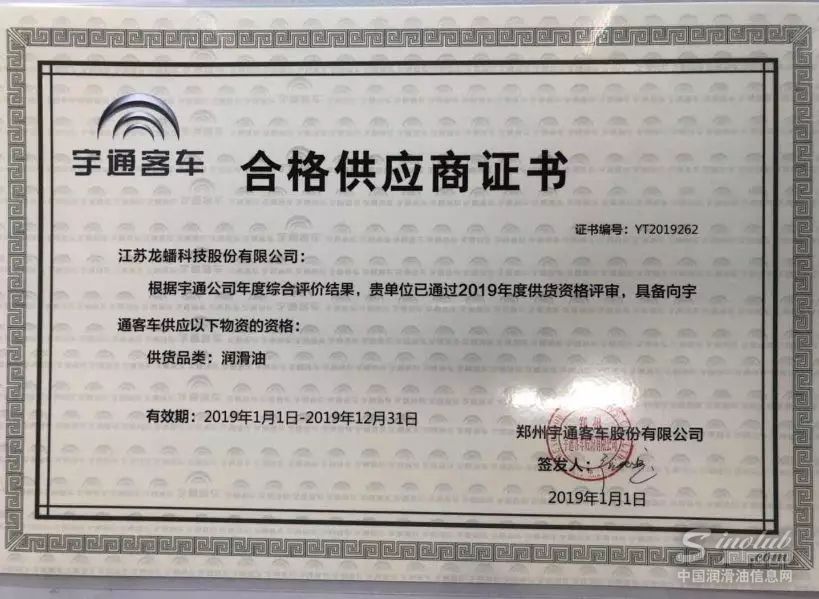 宇通客车
合格供应商证书
证书编号：YT2019262
江苏龙蟠科技股份有限公司：
根据宇通公司年度综合评价结果，贵单位已通过2019年度供货资格评审，具备向宇
通客车供应以下物资的资格：
供货品类：润滑油
有效期：2019年1月1日-2019年12月31日
郑州宇通客车股份有限公司
签发人：
2019年1月1日
Sinolub
.com
中国润滑油信息网